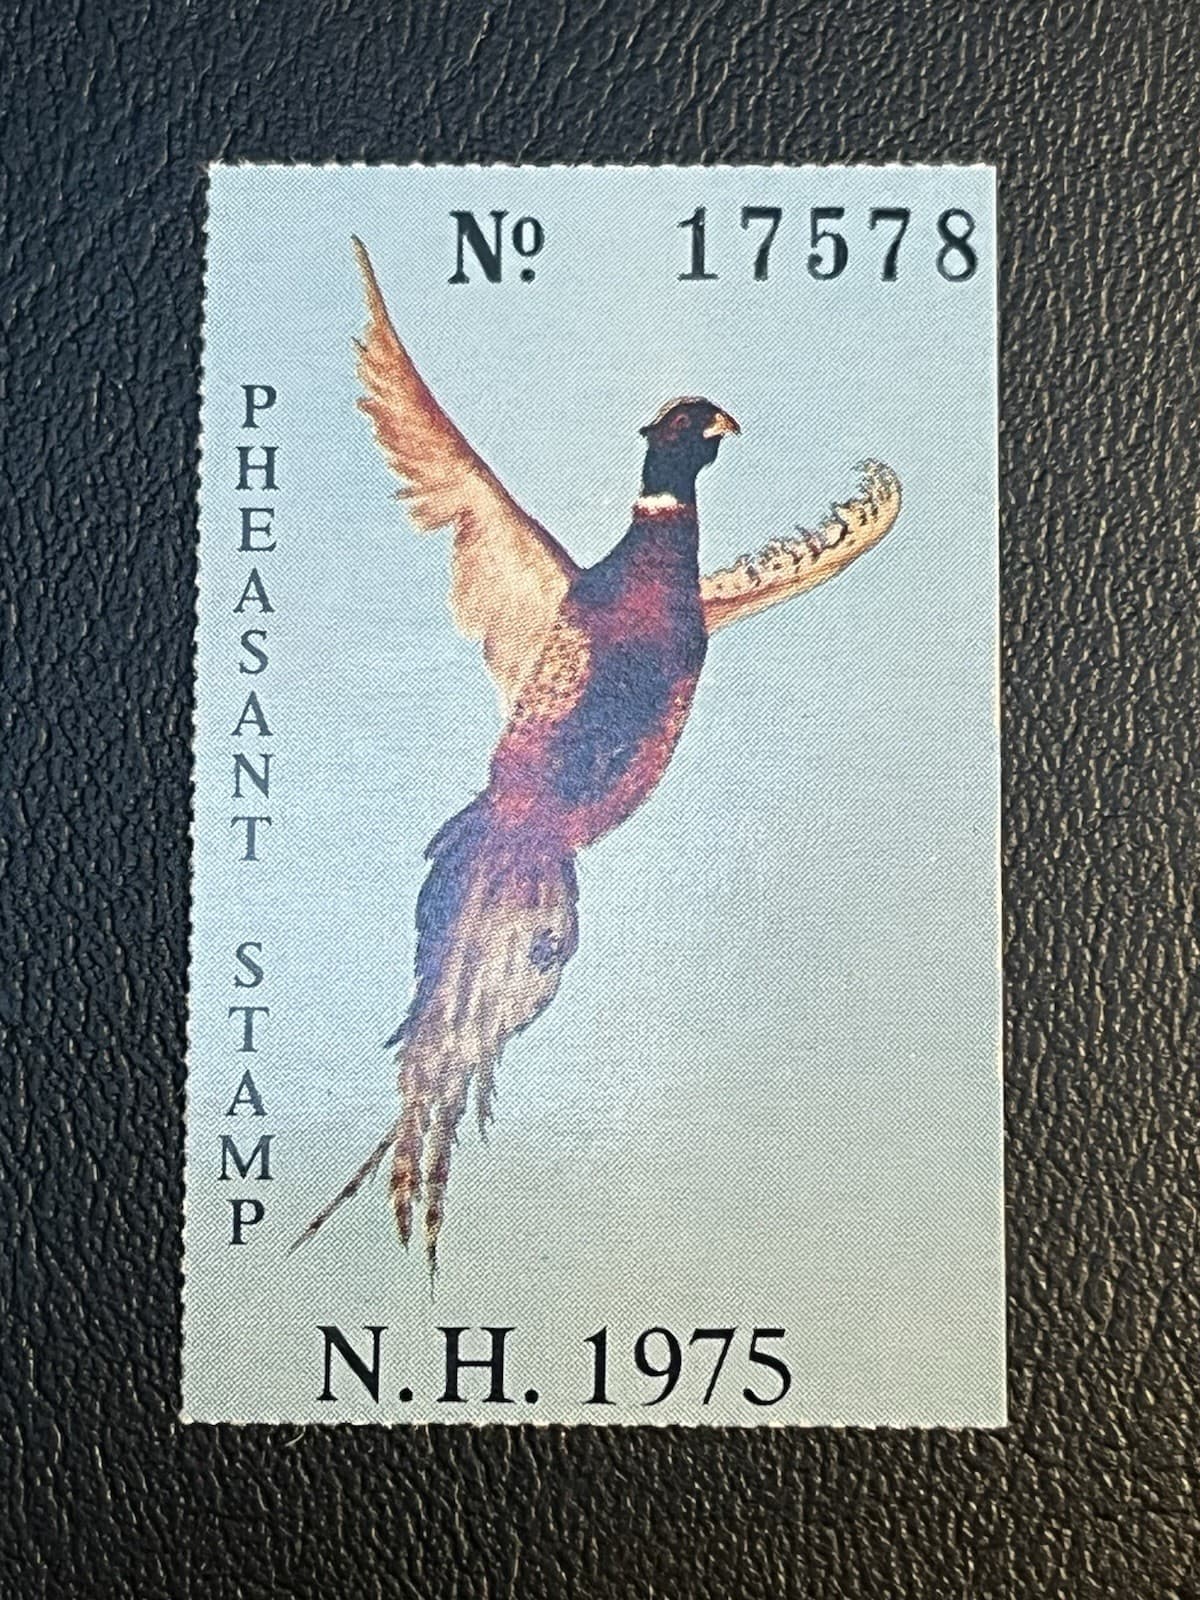 Nº 17578
PHEASANT STAMP
N.H. 1975